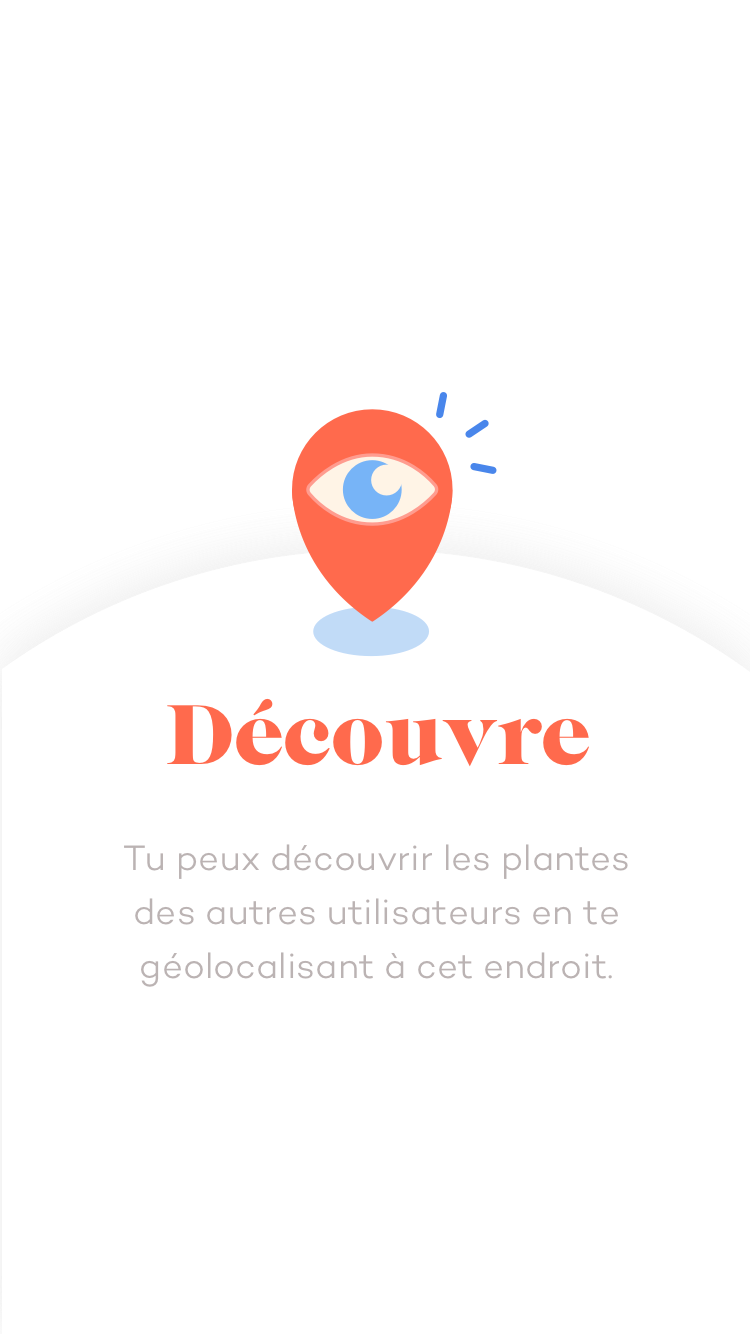 Découvre
Tu peux découvrir les plantes
des autres utilisateurs en te
géolocalisant à cet endroit.